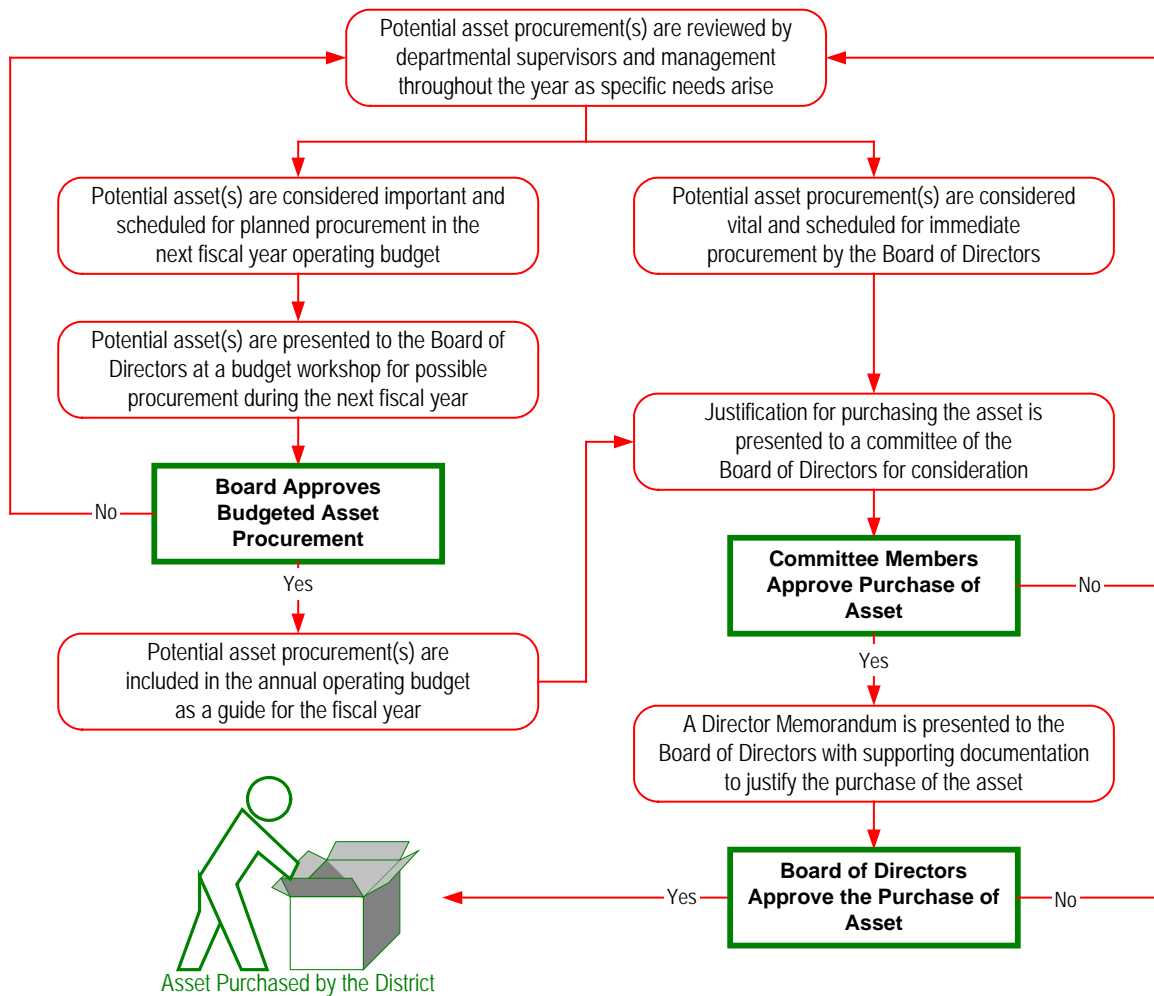 Potential asset procurement(s) are reviewed by
departmental supervisors and management
throughout the year as specific needs arise
Potential asset(s) are considered important and
scheduled for planned procurement in the
next fiscal year operating budget
Potential asset procurement(s) are considered
vital and scheduled for immediate
procurement by the Board of Directors
Potential asset(s) are presented to the Board of
Directors at a budget workshop for possible
procurement during the next fiscal year
Justification for purchasing the asset is
presented to a committee of the
Board of Directors for consideration
No
Board Approves
Budgeted Asset
Procurement
Yes
Committee Members
Approve Purchase of
Asset
No
Yes
Potential asset procurement(s) are
included in the annual operating budget
as a guide for the fiscal year
A Director Memorandum is presented to the
Board of Directors with supporting documentation
to justify the purchase of the asset
Board of Directors
Approve the Purchase of
Asset
Yes
No
Asset Purchased by the District